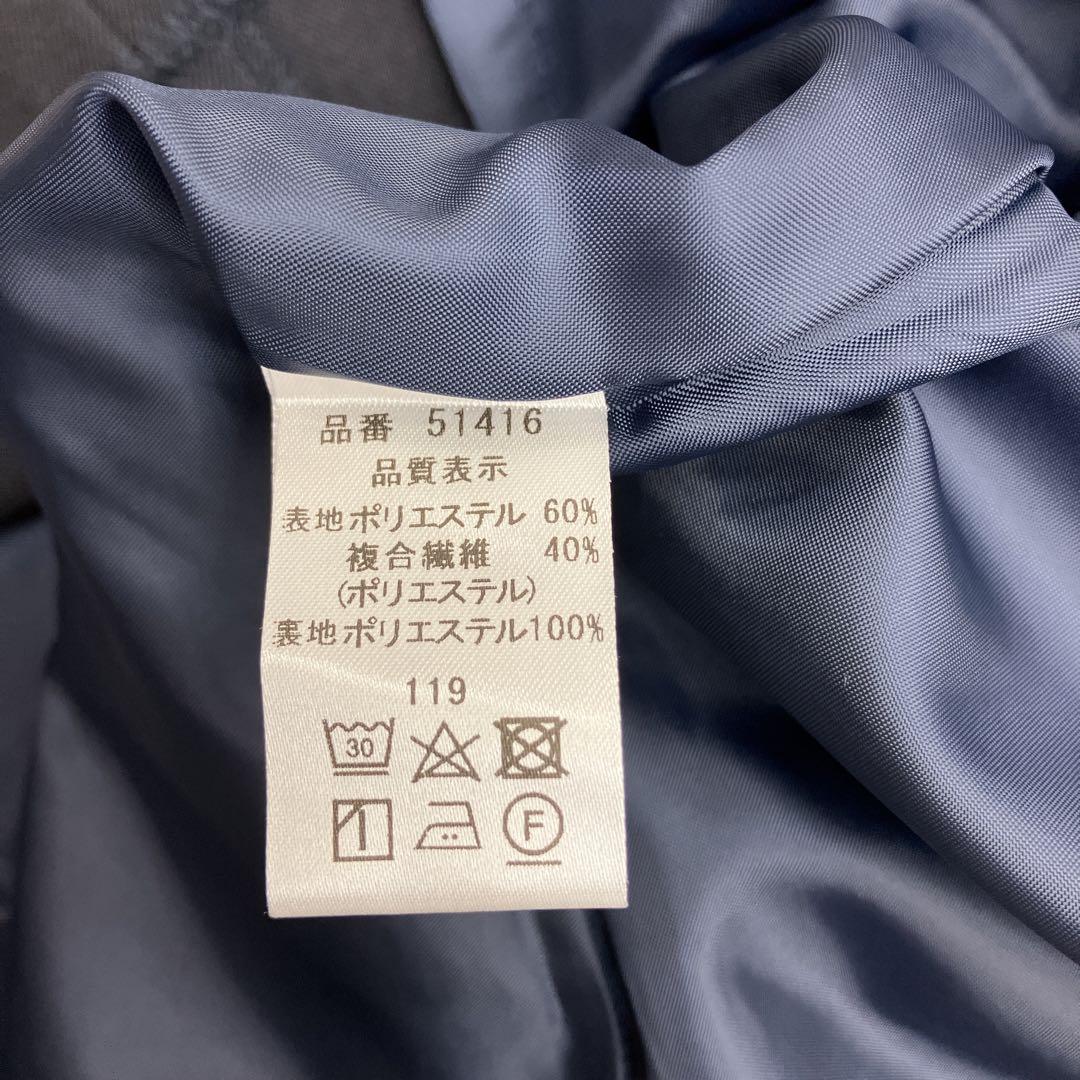 品番 51416
品質表示
表地ポリエステル 60%
複合繊維 40%
(ポリエステル)
裏地ポリエステル100%
119
30
F